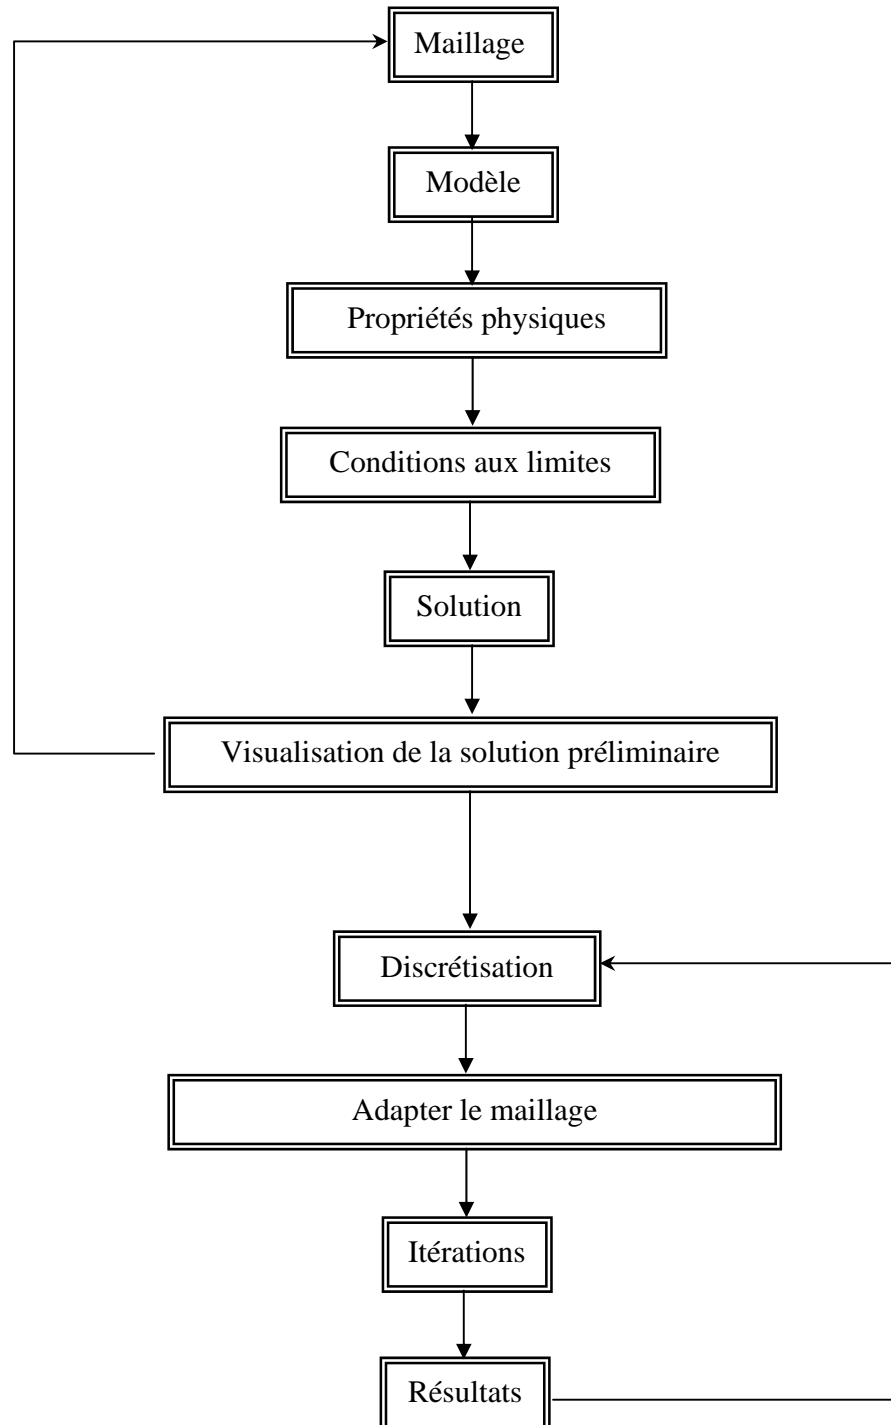 Maillage
Modèle
Propriétés physiques
Conditions aux limites
Solution
Visualisation de la solution préliminaire
Discrétisation
Adapter le maillage
Itérations
Résultats